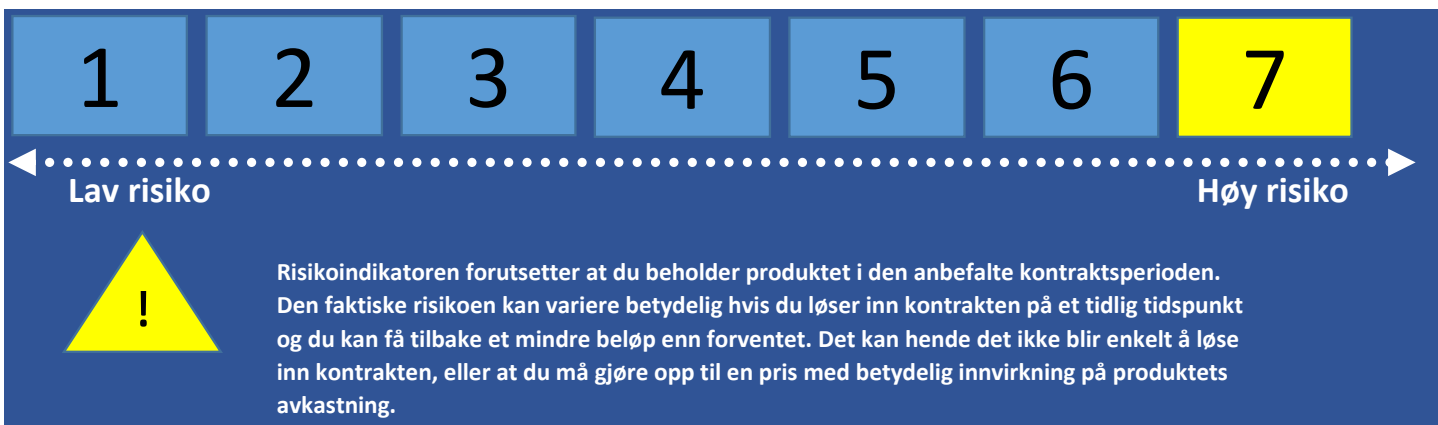 1 2 3 4 5 6 7
Lav risiko Høy risiko
!
Risikoindikatoren forutsetter at du beholder produktet i den anbefalte kontraktsperioden.
Den faktiske risikoen kan variere betydelig hvis du løser inn kontrakten på et tidlig tidspunkt
og du kan få tilbake et mindre beløp enn forventet. Det kan hende det ikke blir enkelt å løse
inn kontrakten, eller at du må gjøre opp til en pris med betydelig innvirkning på produktets
avkastning.